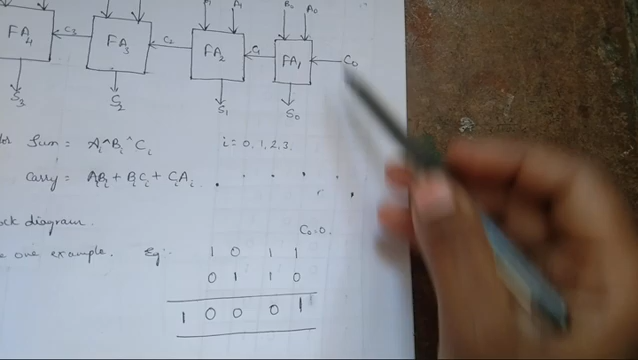 B₀ A₀
FA₄ C₃ FA₃ C₂ FA₂ C₁ FA₁ C₀
S₃ S₂ S₁ S₀
Sum = Aᵢ^Bᵢ^Cᵢ i = 0, 1, 2, 3.
Carry = AᵢBᵢ + BᵢCᵢ + CᵢAᵢ
diagram.
C₀=0.
one example. Eg:- 1 0 1 1
0 1 1 0
1 0 0 0 1